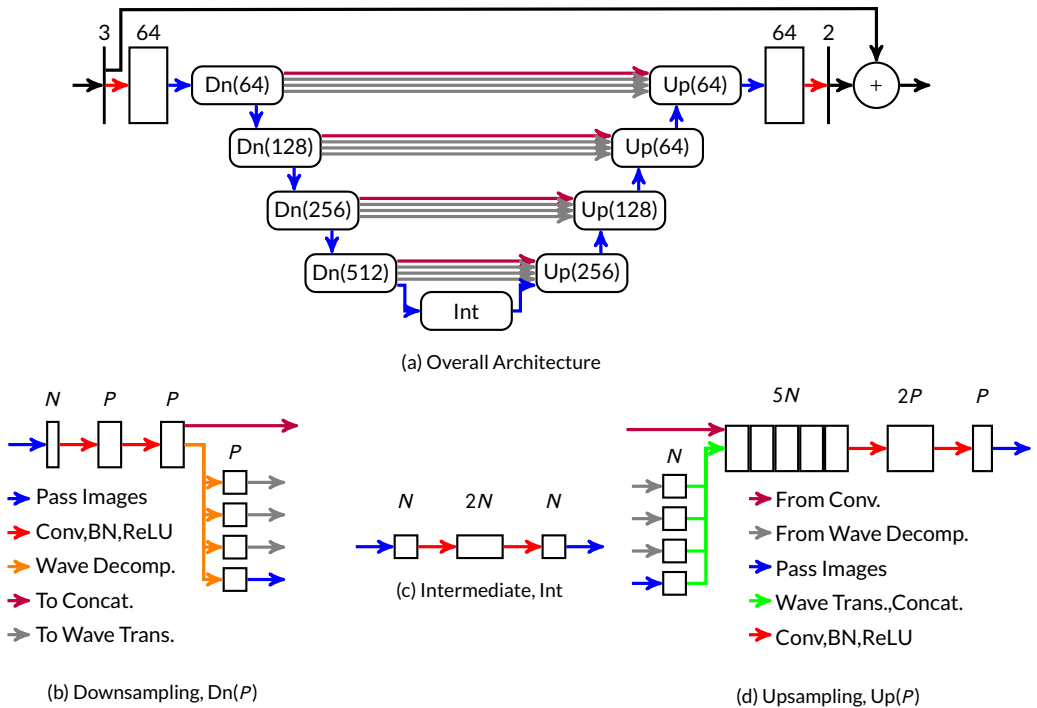 3 64 64 2
Dn(64) Up(64) +
Dn(128) Up(64)
Dn(256) Up(128)
Dn(512) Up(256)
Int
(a) Overall Architecture
N P P
P
Pass Images
Conv,BN,ReLU
Wave Decomp.
To Concat.
To Wave Trans.
(b) Downsampling, Dn(P)
N 2N N
(c) Intermediate, Int
5N 2P P
N
From Conv.
From Wave Decomp.
Pass Images
Wave Trans.,Concat.
Conv,BN,ReLU
(d) Upsampling, Up(P)